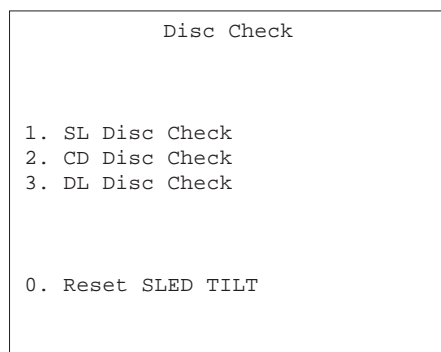 Disc Check
1. SL Disc Check
2. CD Disc Check
3. DL Disc Check
0. Reset SLED TILT